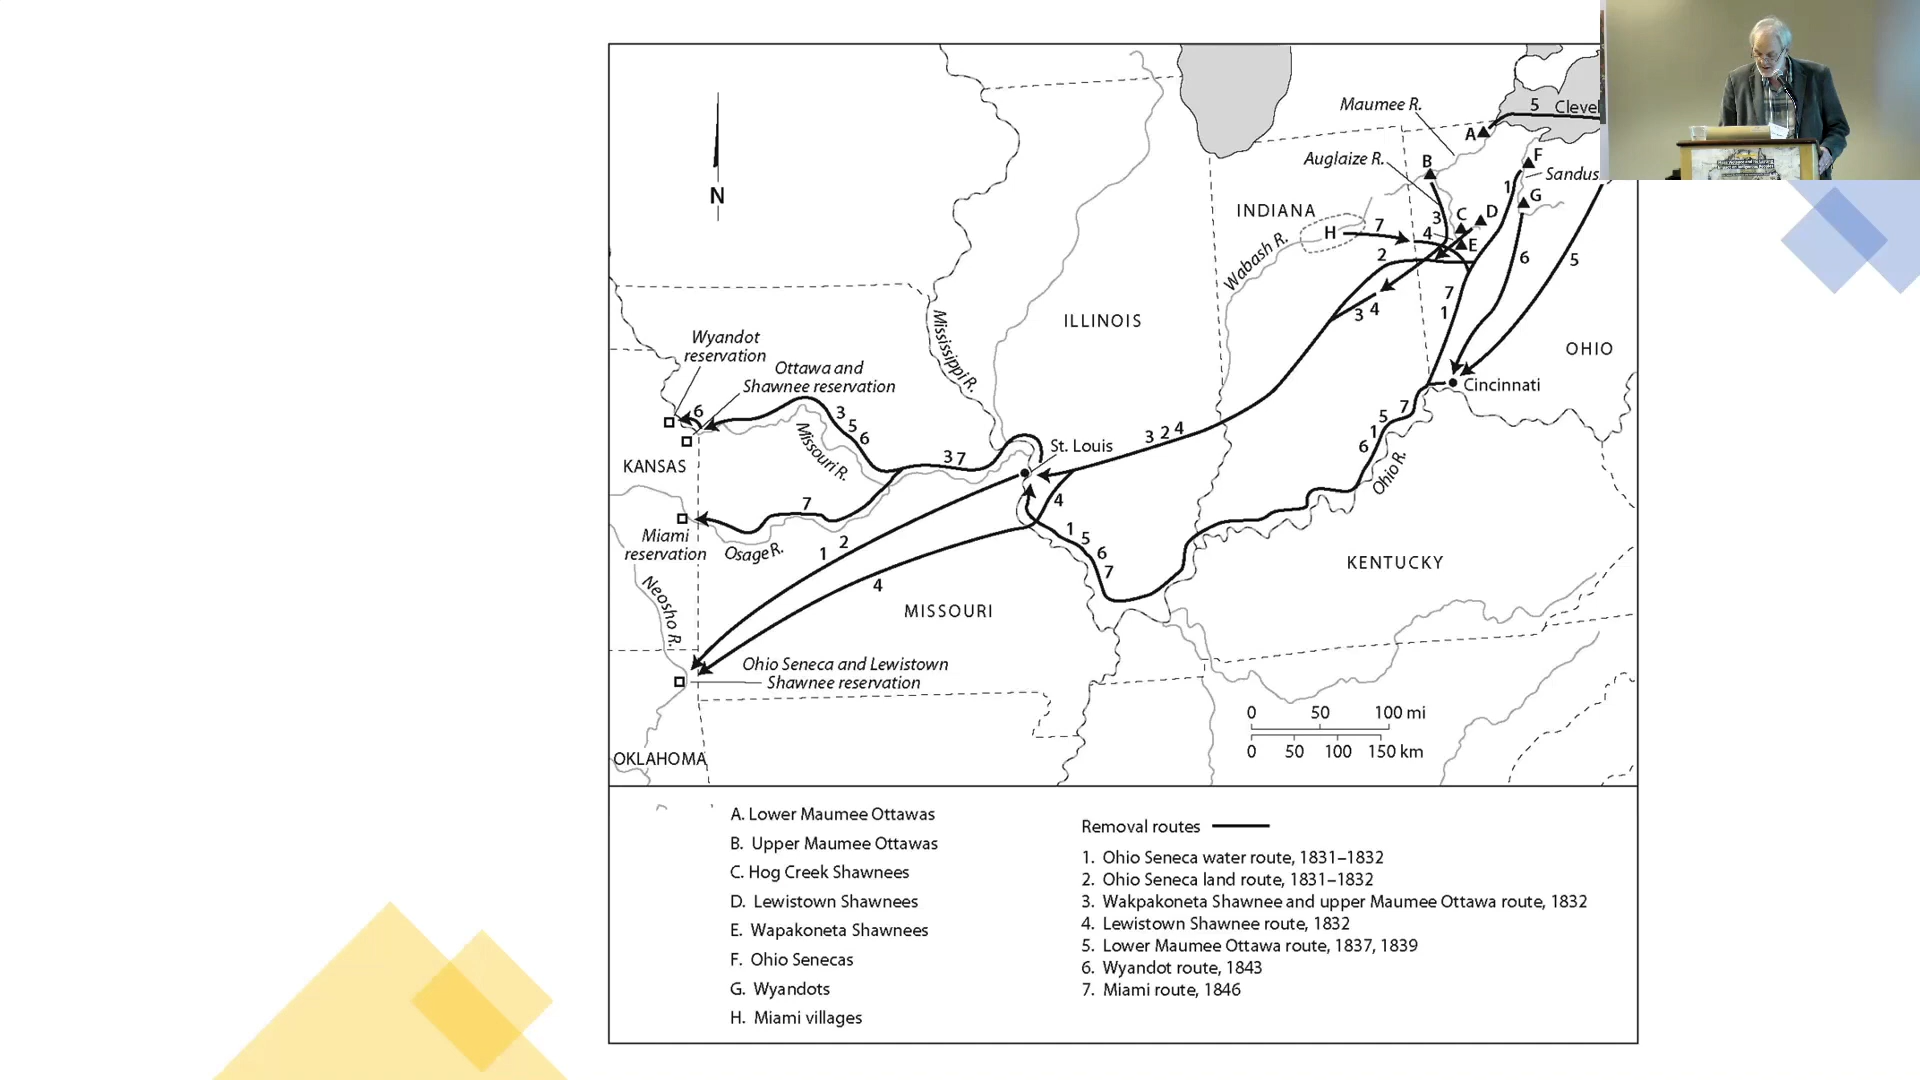 Maumee R.
5 Clevel
A
Auglaize R.
B
F
Sandus
1
G
INDIANA
H
7
3
C
D
4
E
2
Wabash R.
6
5
7
1
3 4
ILLINOIS
OHIO
N
Mississippi R.
Wyandot
reservation
Ottawa and
Shawnee reservation
Cincinnati
6
3
5
6
Missouri R.
KANSAS
3 7
St. Louis
3 2 4
7
5
1
6
Ohio R.
4
7
Miami
reservation
Osage R.
1 2
1
5
6
7
4
KENTUCKY
Neosho R.
MISSOURI
Ohio Seneca and Lewistown
Shawnee reservation
0 50 100 mi
0 50 100 150 km
OKLAHOMA
A. Lower Maumee Ottawas
B. Upper Maumee Ottawas
C. Hog Creek Shawnees
D. Lewistown Shawnees
E. Wapakoneta Shawnees
F. Ohio Senecas
G. Wyandots
H. Miami villages
Removal routes
1. Ohio Seneca water route, 1831–1832
2. Ohio Seneca land route, 1831–1832
3. Wakpakoneta Shawnee and upper Maumee Ottawa route, 1832
4. Lewistown Shawnee route, 1832
5. Lower Maumee Ottawa route, 1837, 1839
6. Wyandot route, 1843
7. Miami route, 1846